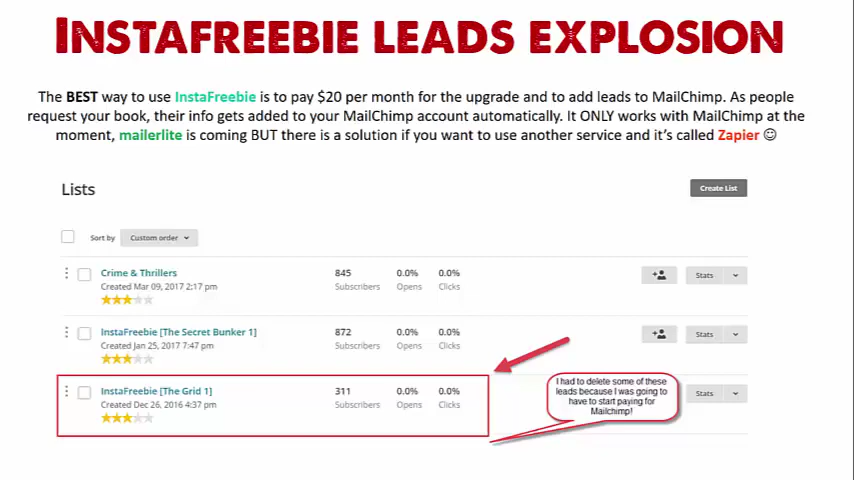 INSTAFREEBIE LEADS EXPLOSION
The BEST way to use InstaFreebie is to pay $20 per month for the upgrade and to add leads to MailChimp. As people
request your book, their info gets added to your MailChimp account automatically. It ONLY works with MailChimp at the
moment, mailerlite is coming BUT there is a solution if you want to use another service and it's called Zapier ☺
Lists
Create List
Sort by Custom order
Crime & Thrillers 845 0.0% 0.0% Stats
Created Mar 09, 2017 2:17 pm Subscribers Opens Clicks
InstaFreebie [The Secret Bunker 1] 872 0.0% 0.0% Stats
Created Jan 25, 2017 7:47 pm Subscribers Opens Clicks
InstaFreebie [The Grid 1] 311 0.0% 0.0% Stats
Created Dec 26, 2016 4:37 pm Subscribers Opens Clicks
I had to delete some of these
leads because I was going to
have to start paying for
Mailchimp!